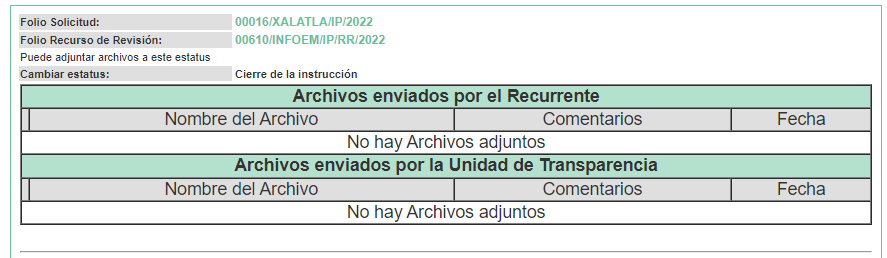 Folio Solicitud: 00016/XALATLA/IP/2022
Folio Recurso de Revisión: 00610/INFOEM/IP/RR/2022
Puede adjuntar archivos a este estatus
Cambiar estatus: Cierre de la instrucción
Archivos enviados por el Recurrente
Nombre del Archivo Comentarios Fecha
No hay Archivos adjuntos
Archivos enviados por la Unidad de Transparencia
Nombre del Archivo Comentarios Fecha
No hay Archivos adjuntos